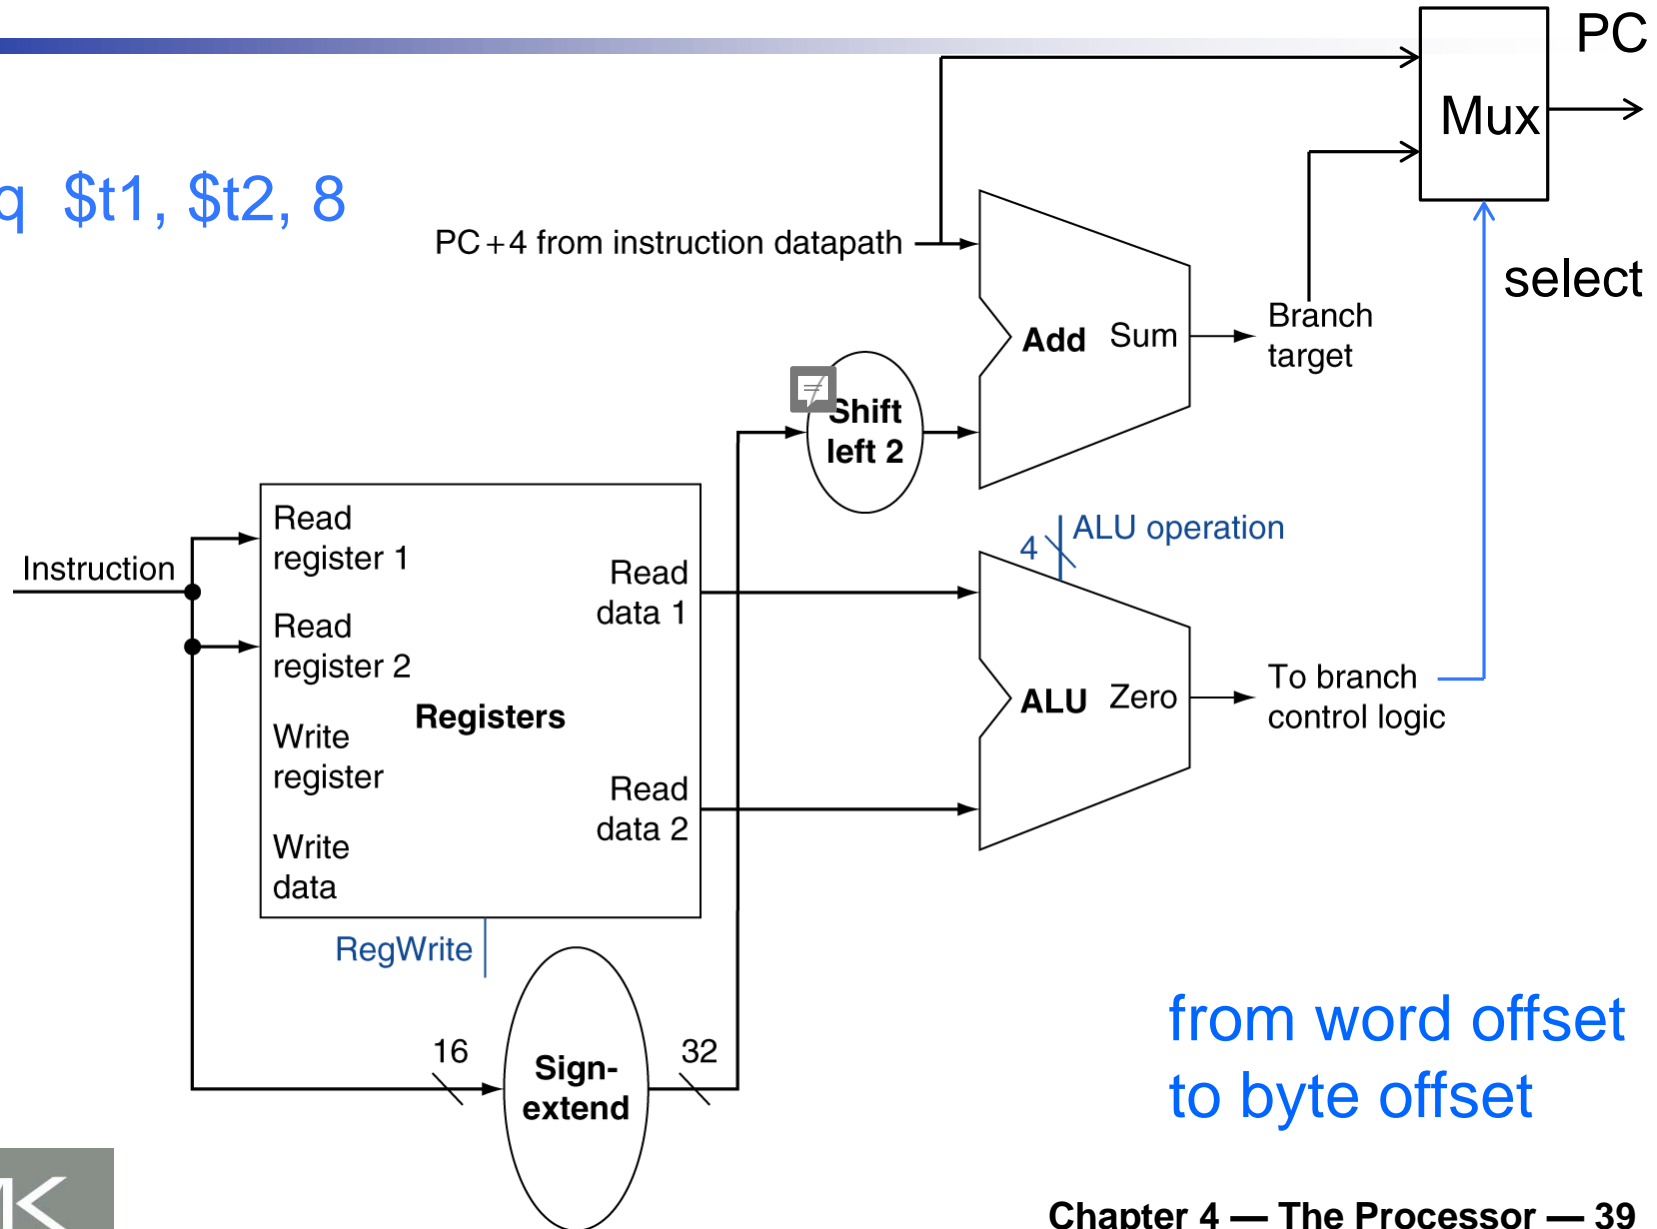 PC
Mux
q $t1, $t2, 8
PC+4 from instruction datapath
select
Add Sum
Branch
target
Shift
left 2
ALU operation
4
Instruction
Read
register 1
Read
data 1
Read
register 2
Registers
ALU Zero
To branch
control logic
Write
register
Read
data 2
Write
data
RegWrite
16
Sign-
extend
32
from word offset
to byte offset
Chapter 4 — The Processor — 39